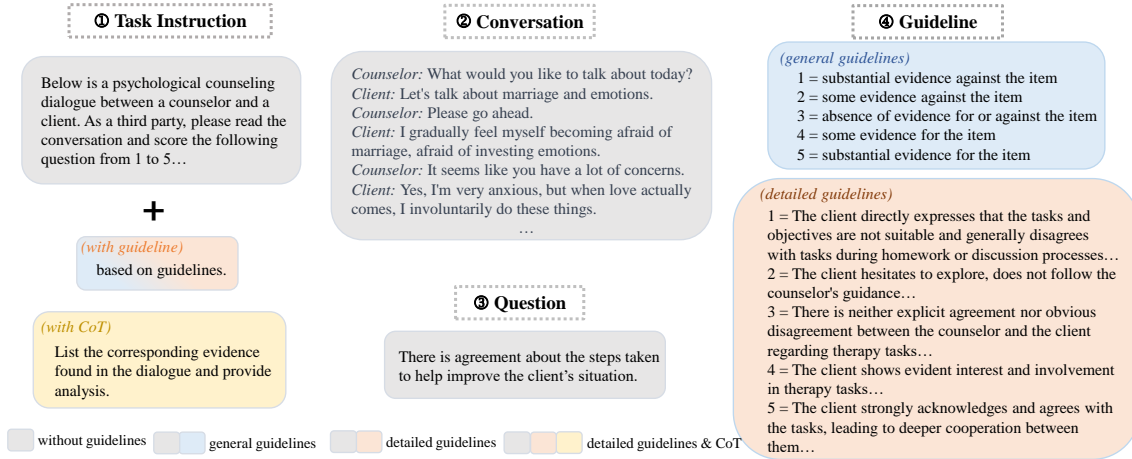 ① Task Instruction
Below is a psychological counseling
dialogue between a counselor and a
client. As a third party, please read the
conversation and score the following
question from 1 to 5…
+
(with guideline)
based on guidelines.
(with CoT)
List the corresponding evidence
found in the dialogue and provide
analysis.
② Conversation
Counselor: What would you like to talk about today?
Client: Let's talk about marriage and emotions.
Counselor: Please go ahead.
Client: I gradually feel myself becoming afraid of
marriage, afraid of investing emotions.
Counselor: It seems like you have a lot of concerns.
Client: Yes, I'm very anxious, but when love actually
comes, I involuntarily do these things.
…
③ Question
There is agreement about the steps taken
to help improve the client’s situation.
④ Guideline
(general guidelines)
1 = substantial evidence against the item
2 = some evidence against the item
3 = absence of evidence for or against the item
4 = some evidence for the item
5 = substantial evidence for the item
(detailed guidelines)
1 = The client directly expresses that the tasks and
objectives are not suitable and generally disagrees
with tasks during homework or discussion processes…
2 = The client hesitates to explore, does not follow the
counselor's guidance…
3 = There is neither explicit agreement nor obvious
disagreement between the counselor and the client
regarding therapy tasks…
4 = The client shows evident interest and involvement
in therapy tasks…
5 = The client strongly acknowledges and agrees with
the tasks, leading to deeper cooperation between
them…
without guidelines
general guidelines
detailed guidelines
detailed guidelines & CoT